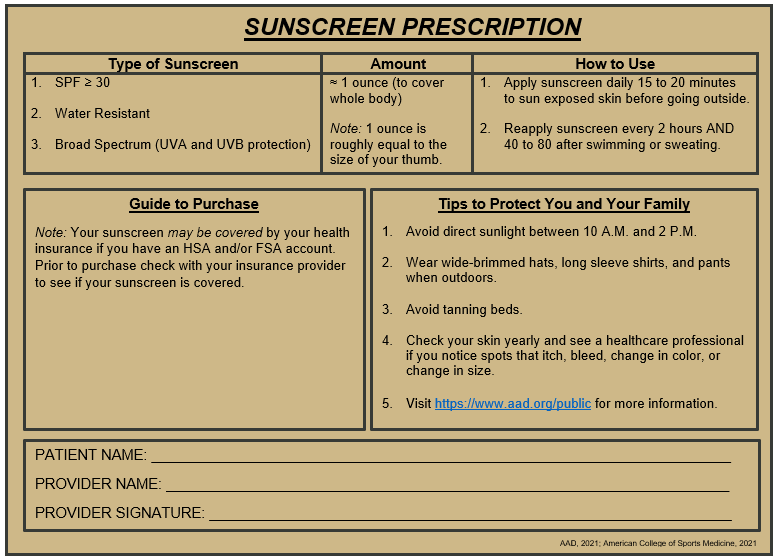 SUNSCREEN PRESCRIPTION
Type of Sunscreen
1. SPF ≥ 30
2. Water Resistant
3. Broad Spectrum (UVA and UVB protection)
Amount
≈ 1 ounce (to cover
whole body)
Note: 1 ounce is
roughly equal to the
size of your thumb.
How to Use
1. Apply sunscreen daily 15 to 20 minutes
to sun exposed skin before going outside.
2. Reapply sunscreen every 2 hours AND
40 to 80 after swimming or sweating.
Guide to Purchase
Note: Your sunscreen may be covered by your health
insurance if you have an HSA and/or FSA account.
Prior to purchase check with your insurance provider
to see if your sunscreen is covered.
Tips to Protect You and Your Family
1. Avoid direct sunlight between 10 A.M. and 2 P.M.
2. Wear wide-brimmed hats, long sleeve shirts, and pants
when outdoors.
3. Avoid tanning beds.
4. Check your skin yearly and see a healthcare professional
if you notice spots that itch, bleed, change in color, or
change in size.
5. Visit https://www.aad.org/public for more information.
PATIENT NAME:
PROVIDER NAME:
PROVIDER SIGNATURE:
AAD, 2021; American College of Sports Medicine, 2021